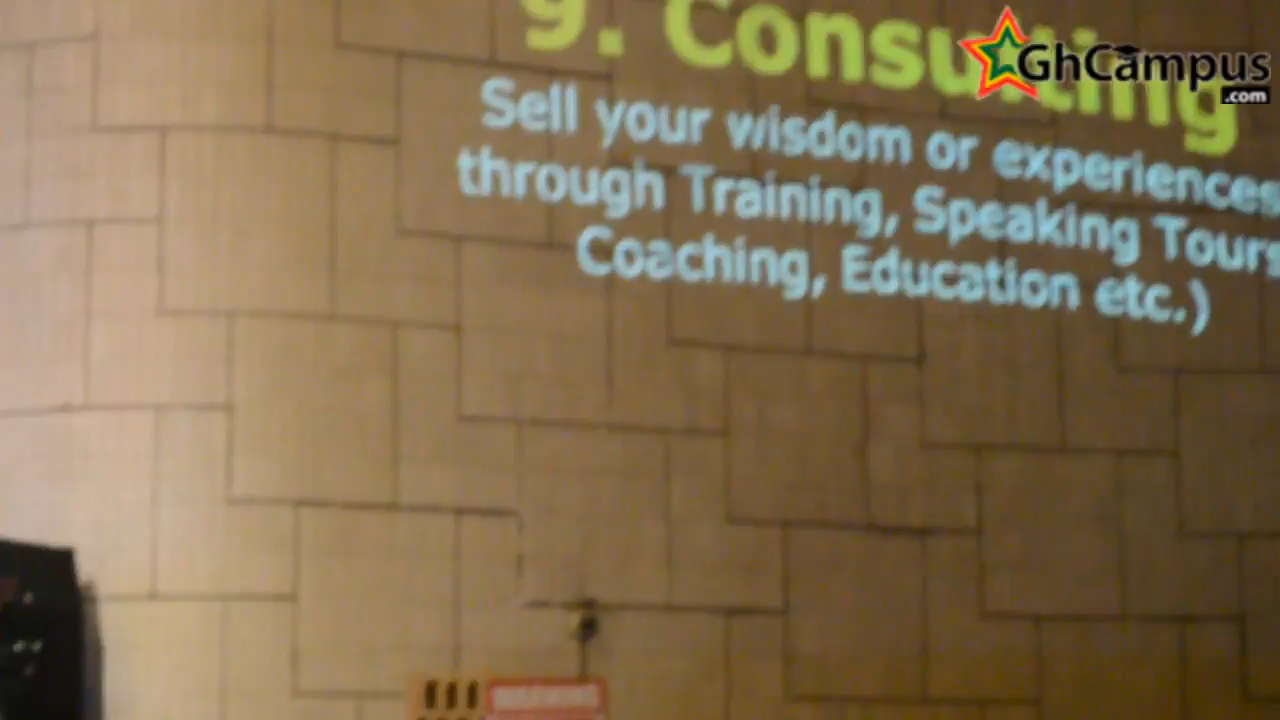 9. Consulting
GhCampus
.com
Sell your wisdom or experiences
through Training, Speaking Tours
Coaching, Education etc.)